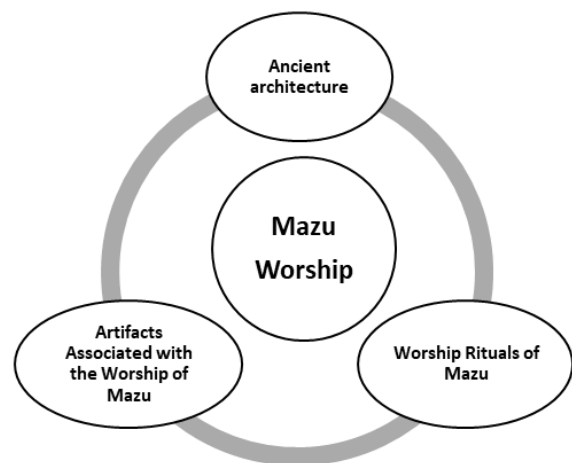 Ancient
architecture
Mazu
Worship
Artifacts
Associated with
the Worship of
Mazu
Worship Rituals of
Mazu